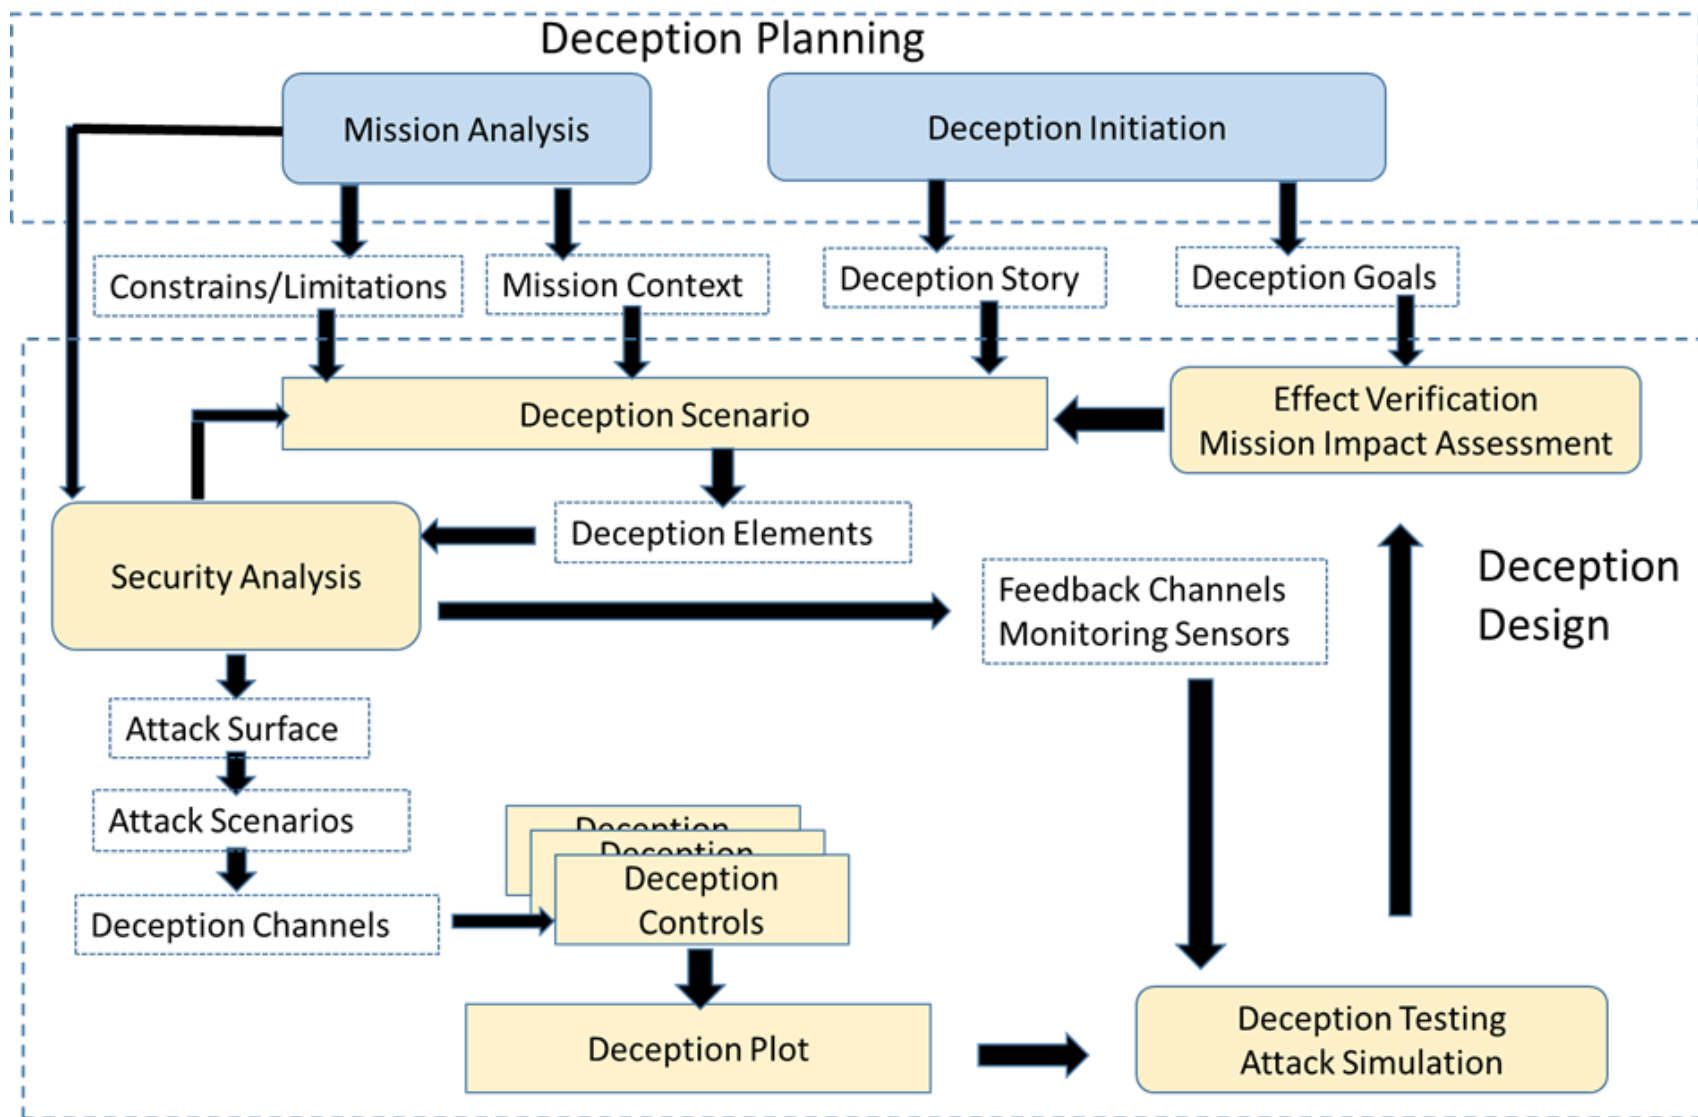 Deception Planning
Mission Analysis
Deception Initiation
Constrains/Limitations
Mission Context
Deception Story
Deception Goals
Deception Scenario
Effect Verification
Mission Impact Assessment
Deception Elements
Security Analysis
Feedback Channels
Monitoring Sensors
Deception
Design
Attack Surface
Attack Scenarios
Deception
Deception
Deception
Controls
Deception Channels
Deception Plot
Deception Testing
Attack Simulation